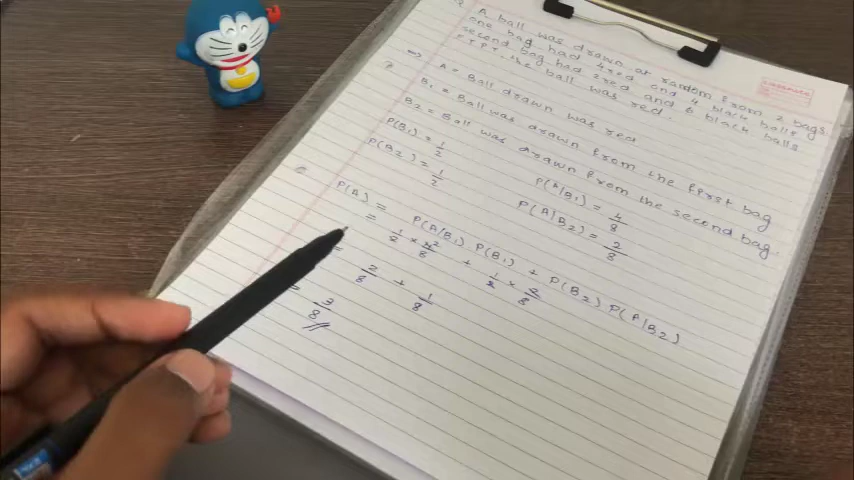 Q A ball was drawn at random from 2 bags
one bag had 4 red and 4 black balls &
second bag had 2 red and 6 black balls
the ball was red.
⇒ A = Ball drawn was red
B1 = Ball was drawn from the first bag
B2 = Ball was drawn from the second bag.
P(B1) = 1/2 P(A/B1) = 4/8
P(B2) = 1/2 P(A/B2) = 2/8
P(A) = P(A/B1) P(B1) + P(B2) P(A/B2)
= 1/2 × 4/8 + 1/2 × 2/8
= 2/8 + 1/8
= 3/8